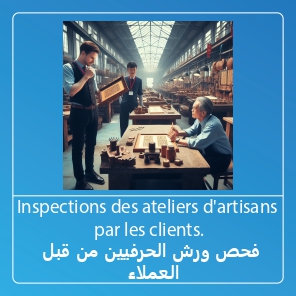 Inspections des ateliers d'artisans
par les clients.
فحص ورش الحرفيين من قبل
العملاء